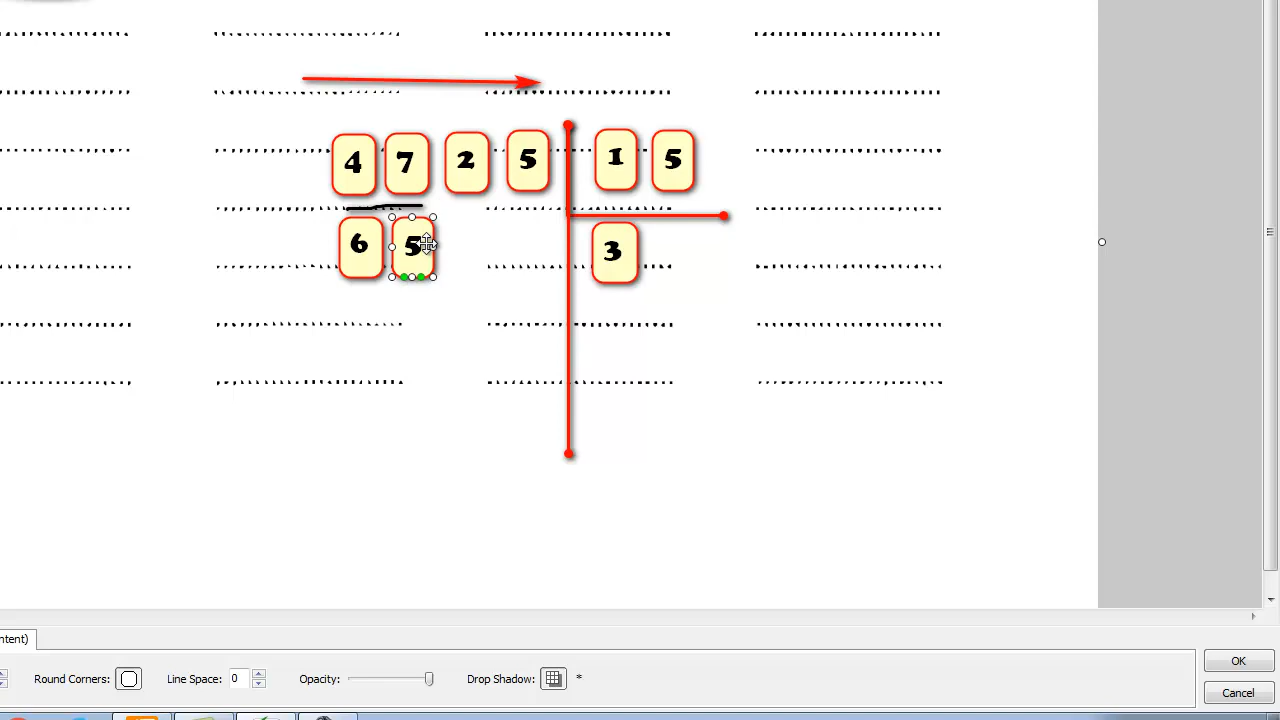 4 7 2 5 1 5
6 5 3
ntent)
Round Corners: Line Space: 0 Opacity: Drop Shadow: *
OK
Cancel